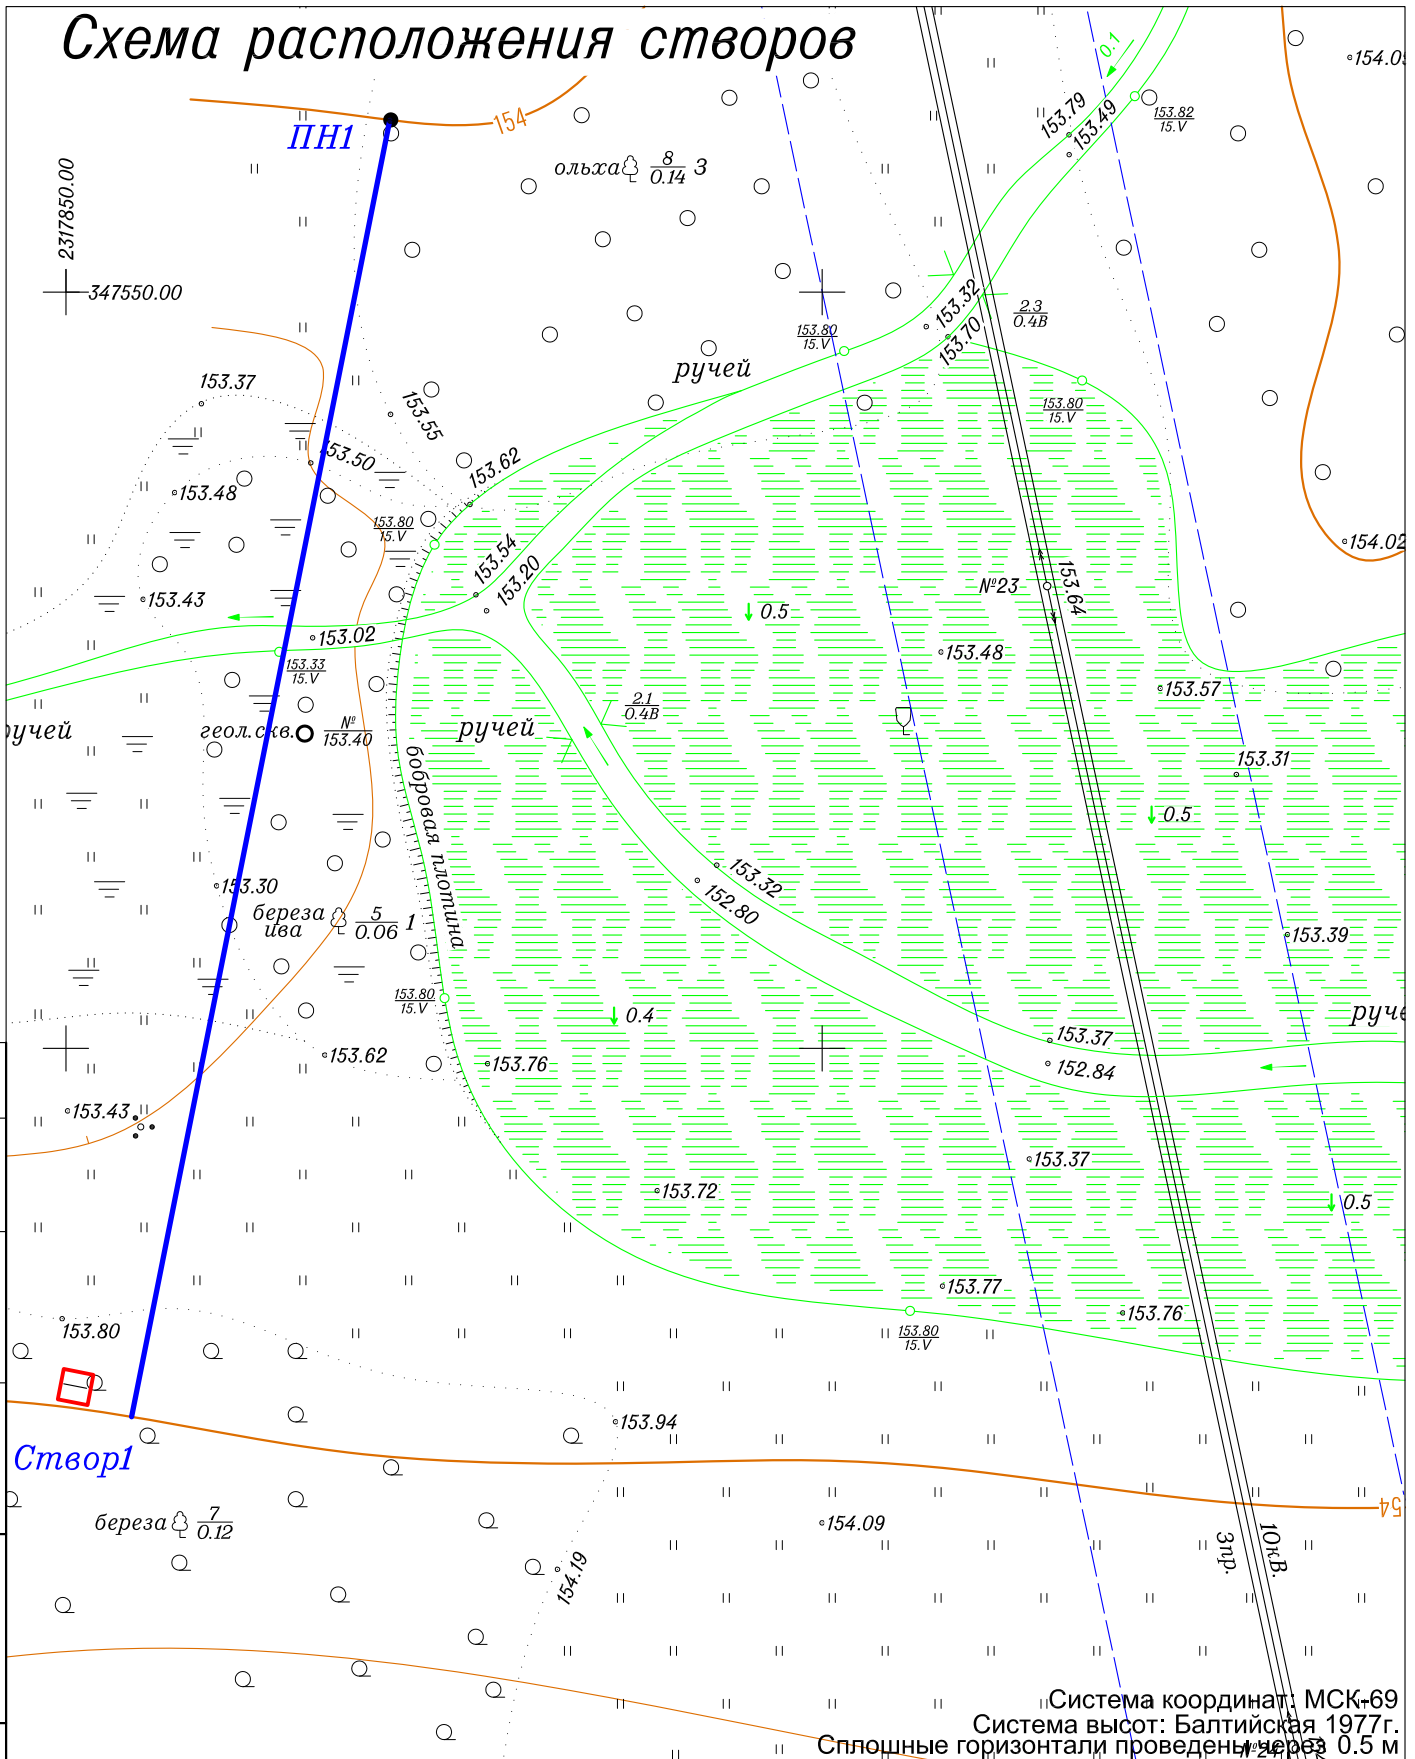 Схема расположения створов
0.1
154.0
154
ПН1
153.79
153.49
153.82
15.V
ольха 8 3
0.14
2317850.00
347550.00
153.32
2.3
0.4В
153.80
15.V
153.70
ручей
153.37
153.55
153.80
15.V
153.50
153.62
153.48
153.80
15.V
154.02
153.54
153.20
№23
153.64
153.43
0.5
153.02
153.48
153.33
15.V
153.57
2.1
0.4В
ручей
геол.скв. №
153.40
ручей
бобровая плотина
153.31
0.5
153.32
152.80
153.30
береза 5 1
ива 0.06
153.39
153.80
15.V
0.4
руче
153.37
153.62
153.76
152.84
153.43
153.37
153.72
0.5
153.77
153.76
153.80
153.80
15.V
153.94
Створ1
54
береза 7
0.12
154.09
154.19
3пр.
10кВ.
Система координат: МСК-69
Система высот: Балтийская 1977г.
Сплошные горизонтали проведены через 0.5 м